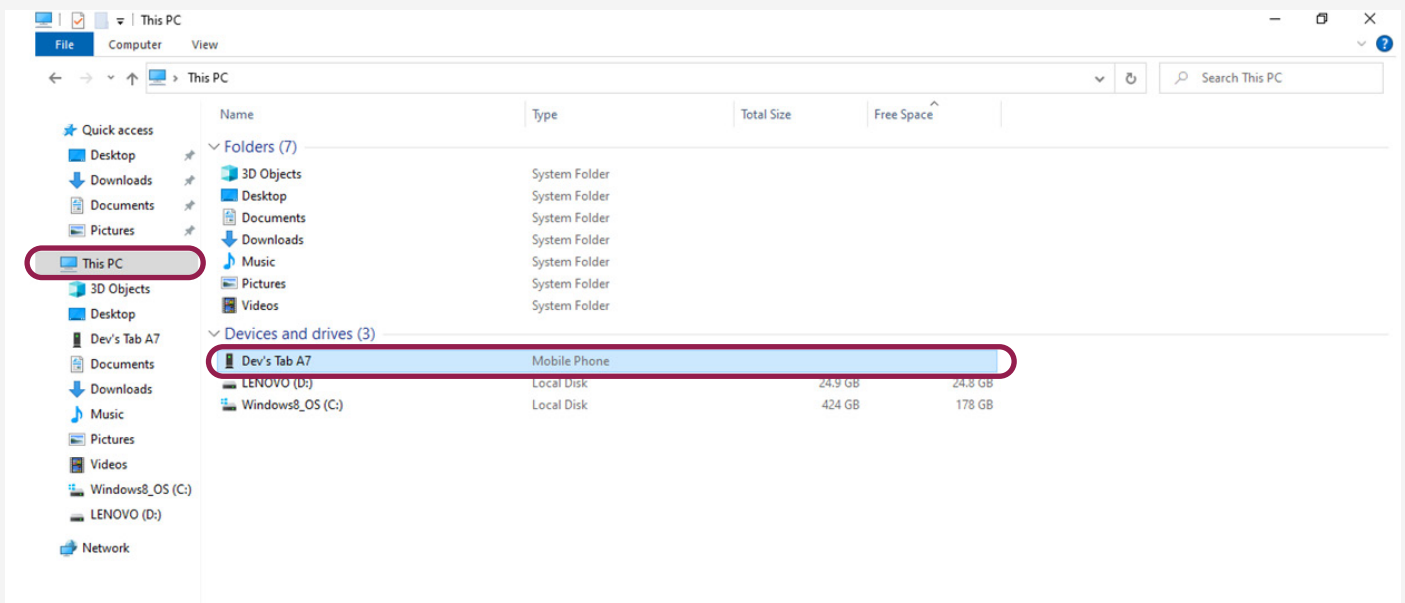 This PC
File Computer View
This PC Search This PC
Name Type Total Size Free Space
Quick access
Desktop
Downloads
Documents
Pictures
This PC
3D Objects
Desktop
Dev's Tab A7
Documents
Downloads
Music
Pictures
Videos
Windows8_OS (C:)
LENOVO (D:)
Network
Folders (7)
3D Objects System Folder
Desktop System Folder
Documents System Folder
Downloads System Folder
Music System Folder
Pictures System Folder
Videos System Folder
Devices and drives (3)
Dev's Tab A7 Mobile Phone
LENOVO (D:) Local Disk 24.9 GB 24.8 GB
Windows8_OS (C:) Local Disk 424 GB 178 GB